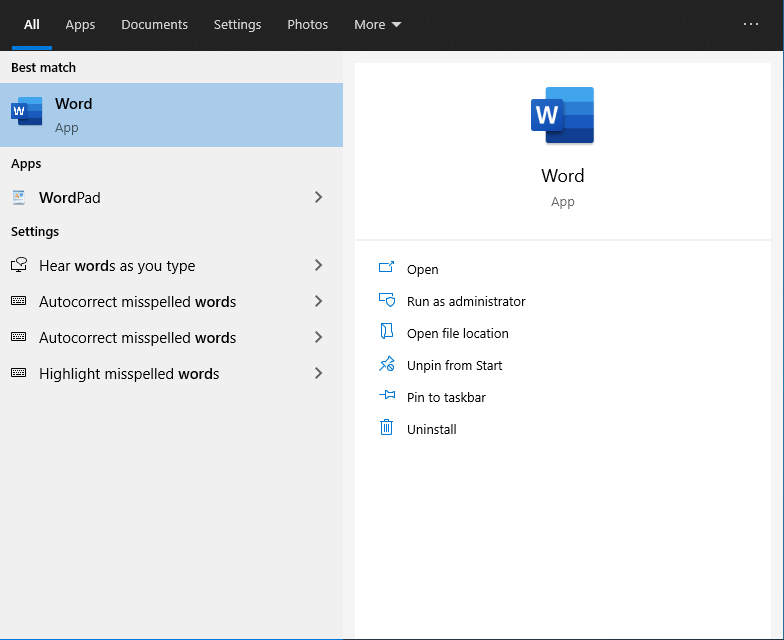 All Apps Documents Settings Photos More ...
Best match
W Word
App
Apps
WordPad
Settings
Hear words as you type
Autocorrect misspelled words
Autocorrect misspelled words
Highlight misspelled words
W
Word
App
Open
Run as administrator
Open file location
Unpin from Start
Pin to taskbar
Uninstall